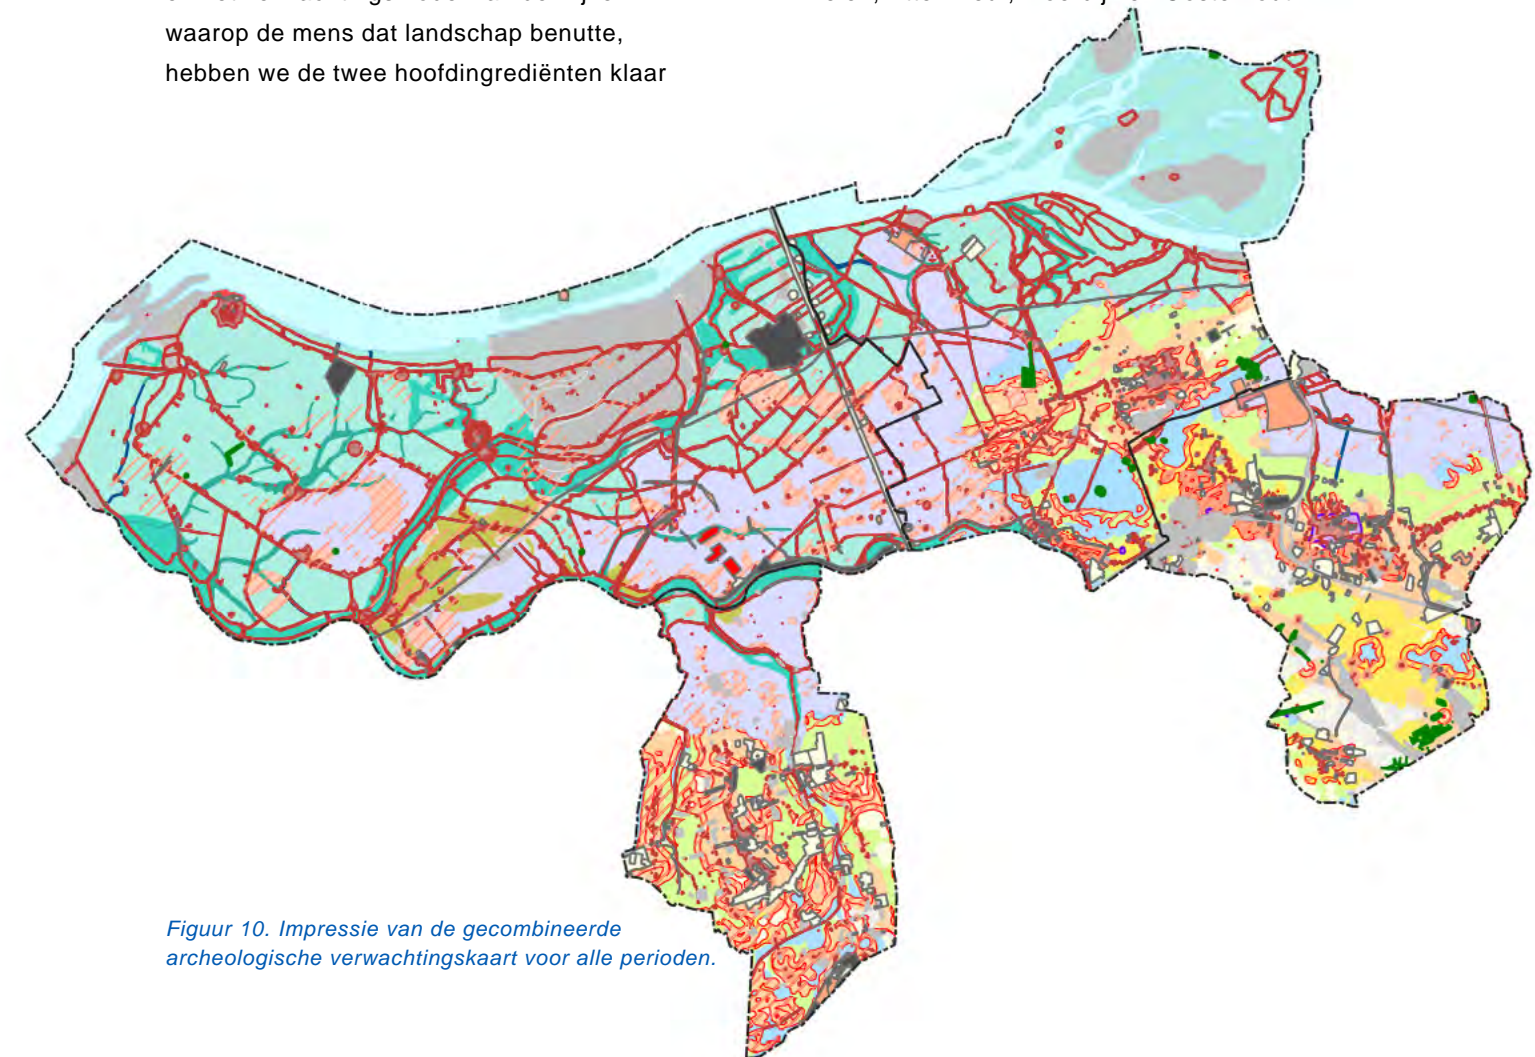 waarop de mens dat landschap benutte,
hebben we de twee hoofdingrediënten klaar
Figuur 10. Impressie van de gecombineerde
archeologische verwachtingskaart voor alle perioden.